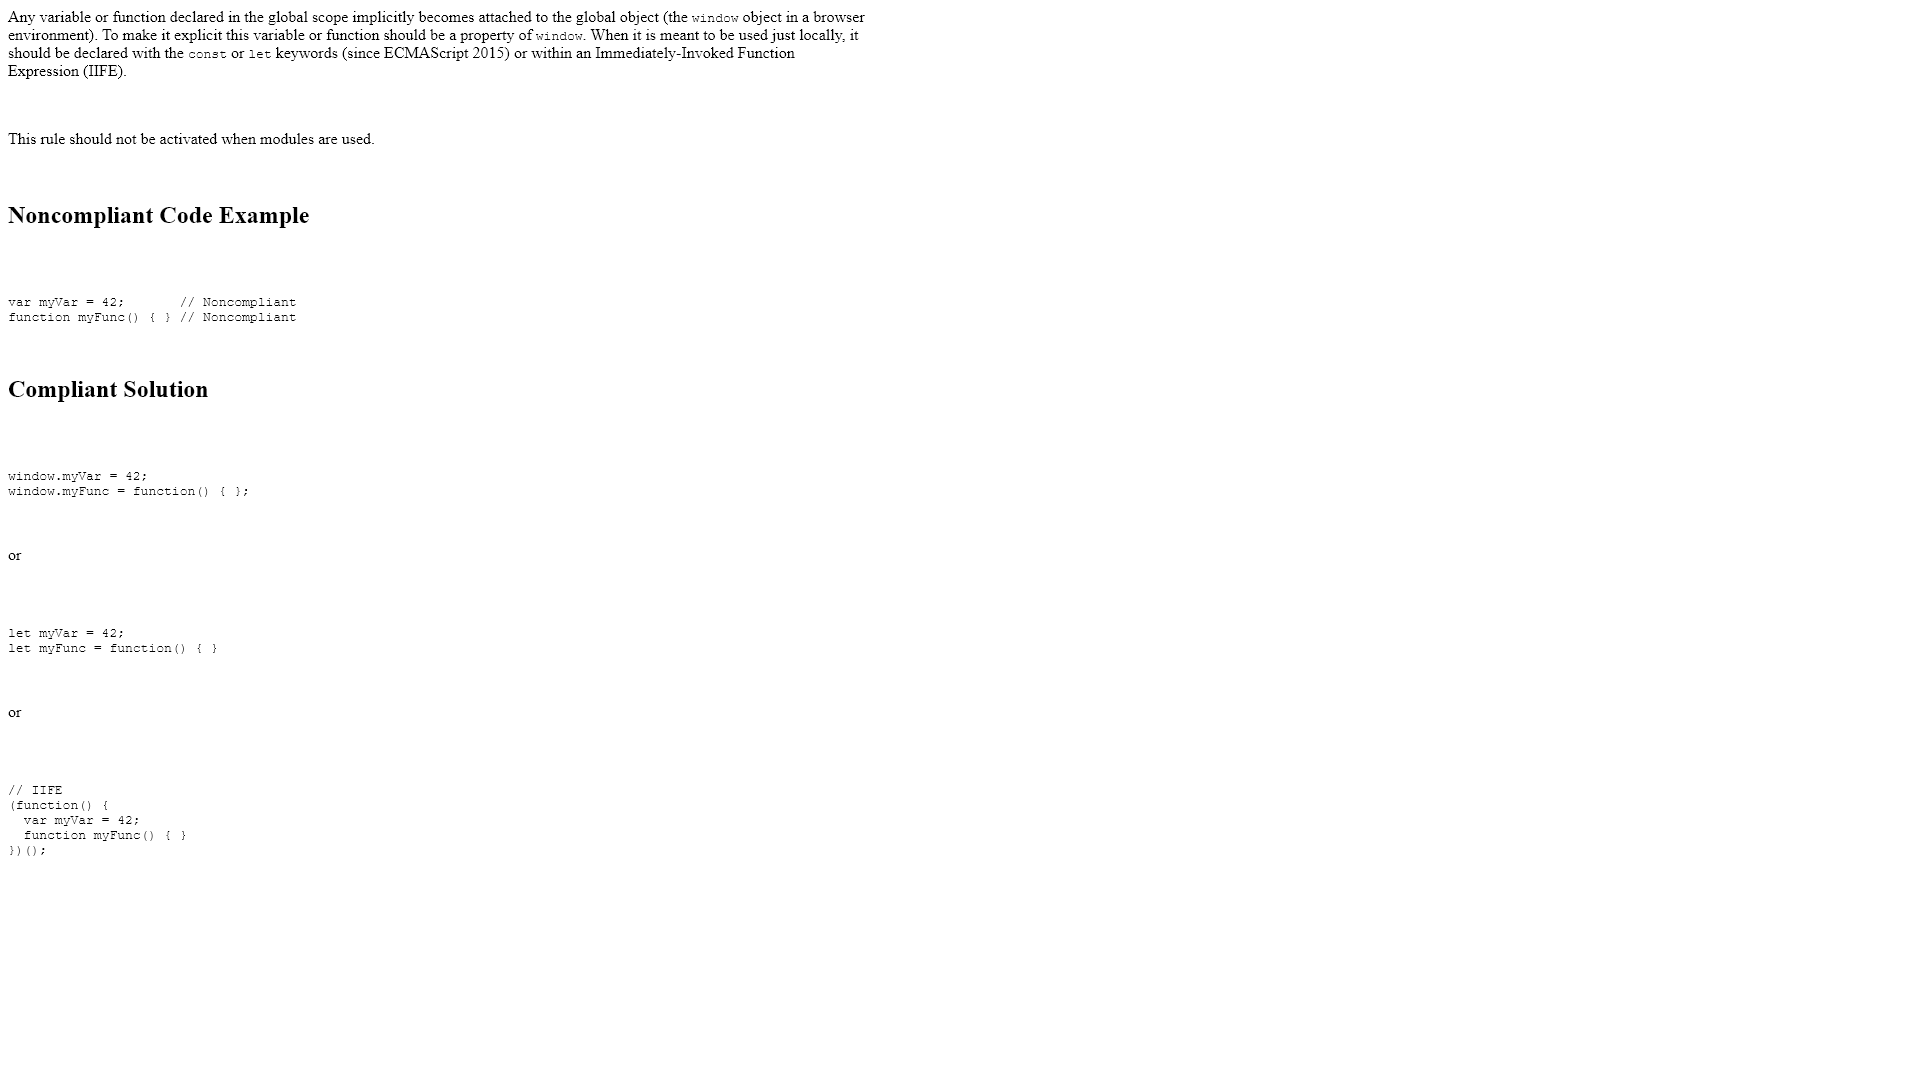 Any variable or function declared in the global scope implicitly becomes attached to the global object (the window object in a browser
environment). To make it explicit this variable or function should be a property of window. When it is meant to be used just locally, it
should be declared with the const or let keywords (since ECMAScript 2015) or within an Immediately-Invoked Function
Expression (IIFE).
This rule should not be activated when modules are used.
Noncompliant Code Example
var myVar = 42;       // Noncompliant
function myFunc() { } // Noncompliant
Compliant Solution
window.myVar = 42;
window.myFunc = function() { };
or
let myVar = 42;
let myFunc = function() { }
or
// IIFE
(function() {
  var myVar = 42;
  function myFunc() { }
})();